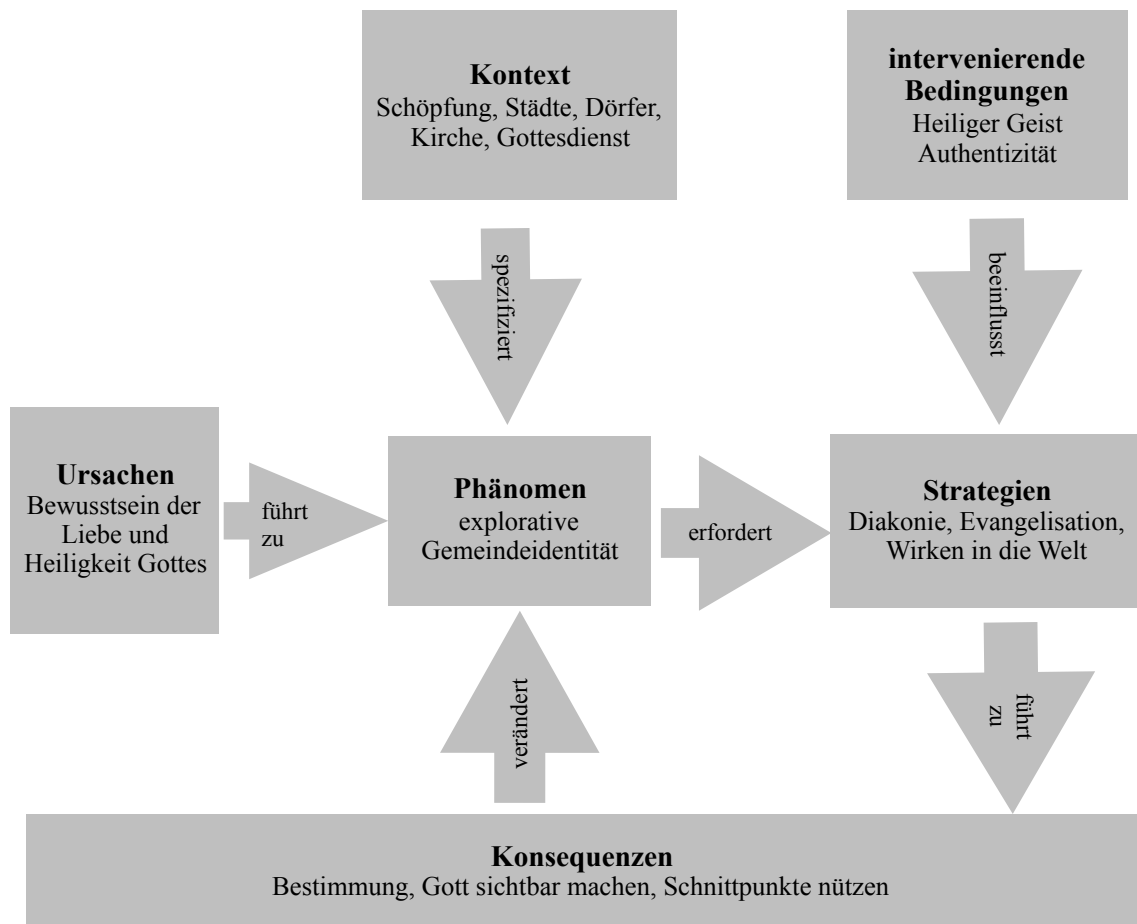 Kontext
Schöpfung, Städte, Dörfer,
Kirche, Gottesdienst
intervenierende
Bedingungen
Heiliger Geist
Authentizität
spezifiziert
beeinflusst
Ursachen
Bewusstsein der
Liebe und
Heiligkeit Gottes
führt
zu
Phänomen
explorative
Gemeindeidentität
erfordert
Strategien
Diakonie, Evangelisation,
Wirken in die Welt
verändert
führt
zu
Konsequenzen
Bestimmung, Gott sichtbar machen, Schnittpunkte nützen